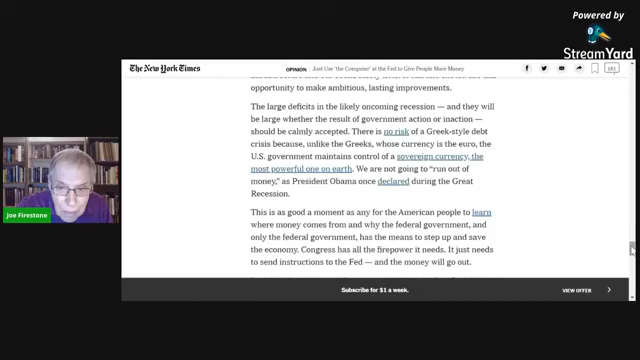 Powered by
StreamYard
The New York Times
OPINION | Just Use 'the Computer' at the Fed to Give People More Money
181
opportunity to make ambitious, lasting improvements.
The large deficits in the likely oncoming recession — and they will
be large whether the result of government action or inaction —
should be calmly accepted. There is no risk of a Greek-style debt
crisis because, unlike the Greeks, whose currency is the euro, the
U.S. government maintains control of a sovereign currency, the
most powerful one on earth. We are not going to “run out of
money,” as President Obama once declared during the Great
Recession.
This is as good a moment as any for the American people to learn
where money comes from and why the federal government, and
only the federal government, has the means to step up and save
the economy. Congress has all the firepower it needs. It just needs
to send instructions to the Fed — and the money will go out.
Joe Firestone
Subscribe for $1 a week.
VIEW OFFER